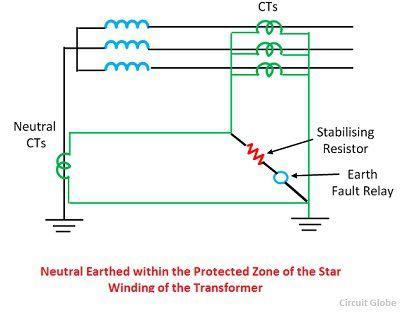 CTs
Neutral
CTs
Stabilising
Resistor
Earth
Fault Relay
Neutral Earthed within the Protected Zone of the Star
Winding of the Transformer
Circuit Globe